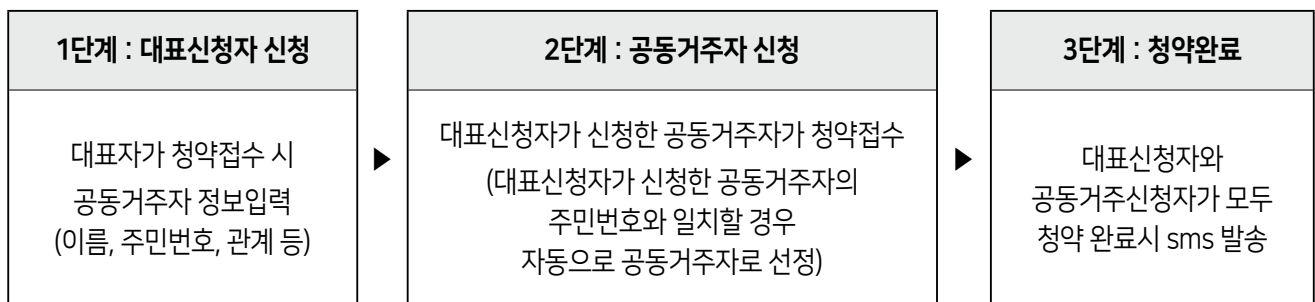 1단계 : 대표신청자 신청
대표자가 청약접수 시
공동거주자 정보입력
(이름, 주민번호, 관계 등)
▶
2단계 : 공동거주자 신청
대표신청자가 신청한 공동거주자가 청약접수
(대표신청자가 신청한 공동거주자의
주민번호와 일치할 경우
자동으로 공동거주자로 선정)
▶
3단계 : 청약완료
대표신청자와
공동거주신청자가 모두
청약 완료시 sms 발송